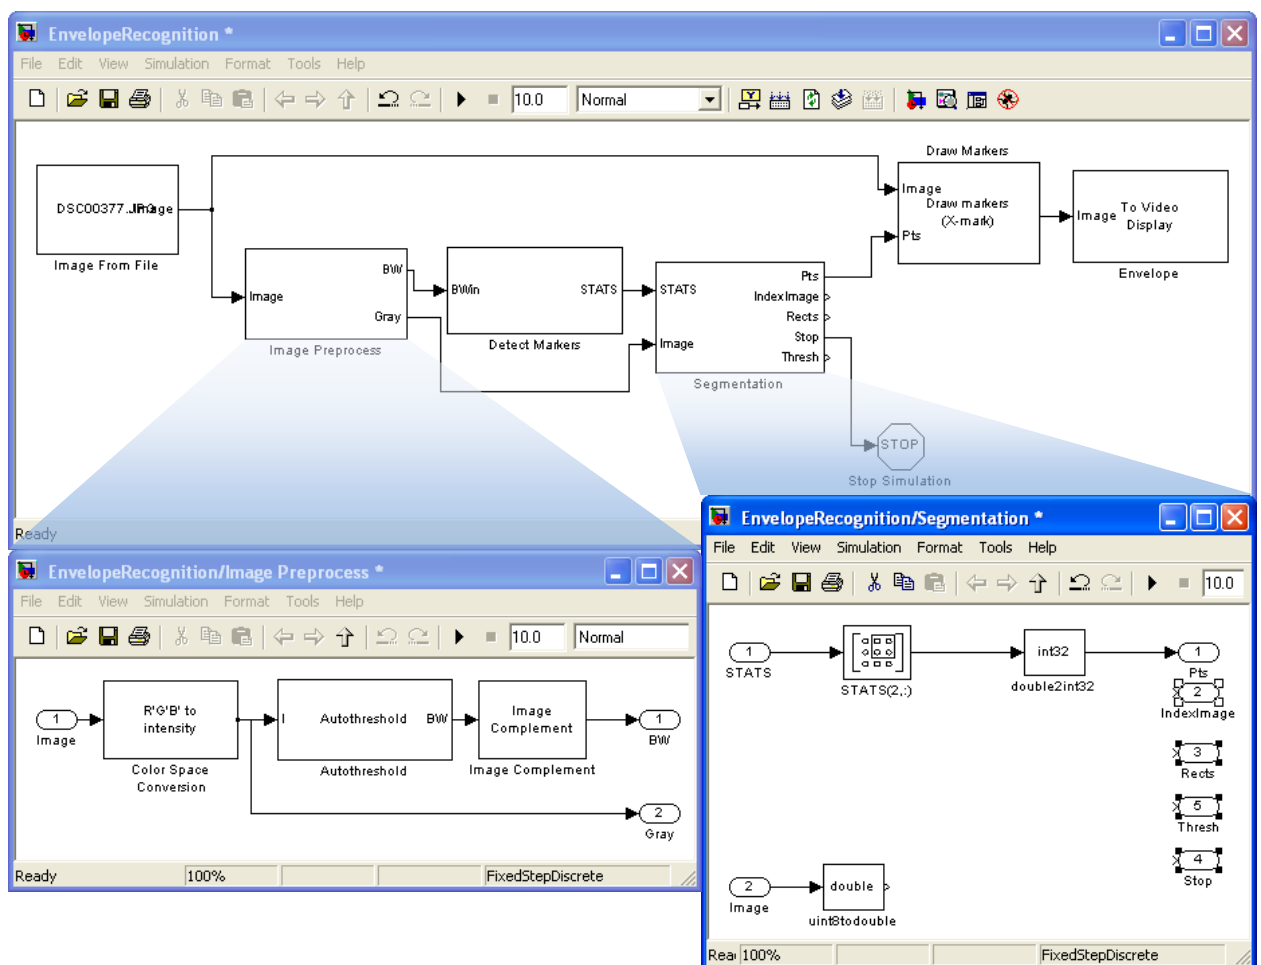 EnvelopeRecognition *
File Edit View Simulation Format Tools Help
10.0 Normal
Draw Markers
DSC00377.JPG
Image
Image From File
Image
Draw markers
(X-mark)
Pts
Image
To Video
Display
Envelope
Image
BW
Gray
Image Preprocess
BWin
STATS
Detect Markers
STATS
Image
Pts
IndexImage
Rects
Stop
Thresh
Segmentation
STOP
Stop Simulation
Ready
EnvelopeRecognition/Image Preprocess *
File Edit View Simulation Format Tools Help
10.0 Normal
1
Image
R'G'B' to
intensity
Color Space
Conversion
I
Autothreshold
BW
Autothreshold
Image
Complement
Image Complement
1
BW
2
Gray
Ready 100% FixedStepDiscrete
EnvelopeRecognition/Segmentation *
File Edit View Simulation Format Tools Help
10.0
1
STATS
STATS(2,:)
int32
double2int32
1
Pts
2
IndexImage
3
Rects
5
Thresh
4
Stop
2
Image
double
uint8todouble
Rea 100% FixedStepDiscrete